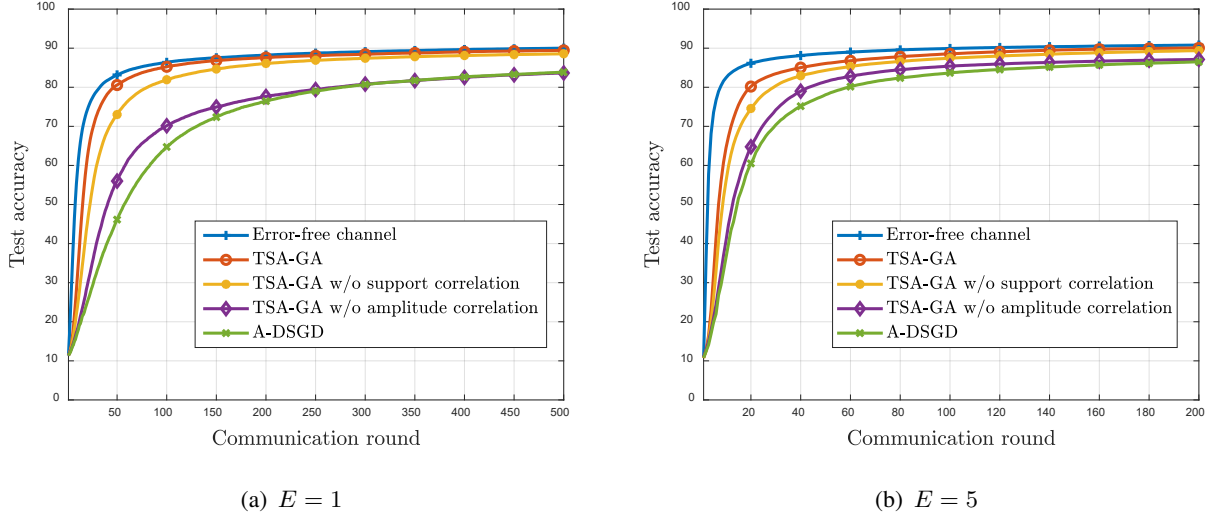 100
90
80
70
60
50
40
30
20
10
0
Test accuracy
Error-free channel
TSA-GA
TSA-GA w/o support correlation
TSA-GA w/o amplitude correlation
A-DSGD
50 100 150 200 250 300 350 400 450 500
Communication round
(a) E = 1
100
90
80
70
60
50
40
30
20
10
0
Test accuracy
Error-free channel
TSA-GA
TSA-GA w/o support correlation
TSA-GA w/o amplitude correlation
A-DSGD
20 40 60 80 100 120 140 160 180 200
Communication round
(b) E = 5